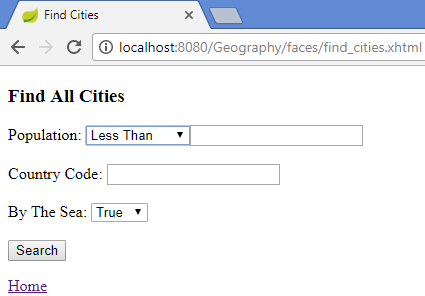 Find Cities
localhost:8080/Geography/faces/find_cities.xhtml
Find All Cities
Population: Less Than
Country Code:
By The Sea: True
Search
Home